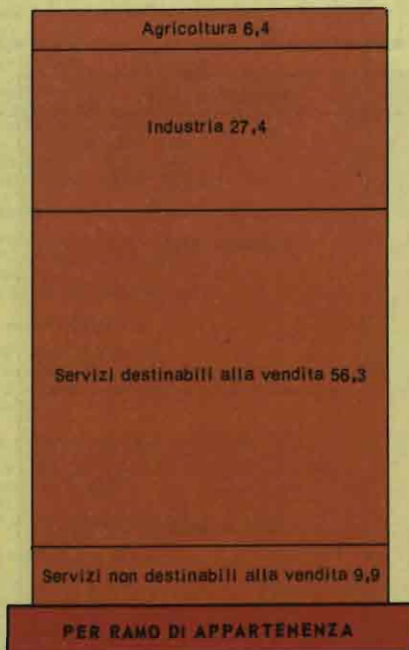 Agricoltura 6,4
Industria 27,4
Servizi destinabili alla vendita 56,3
Servizi non destinabili alla vendita 9,9
PER RAMO DI APPARTENENZA